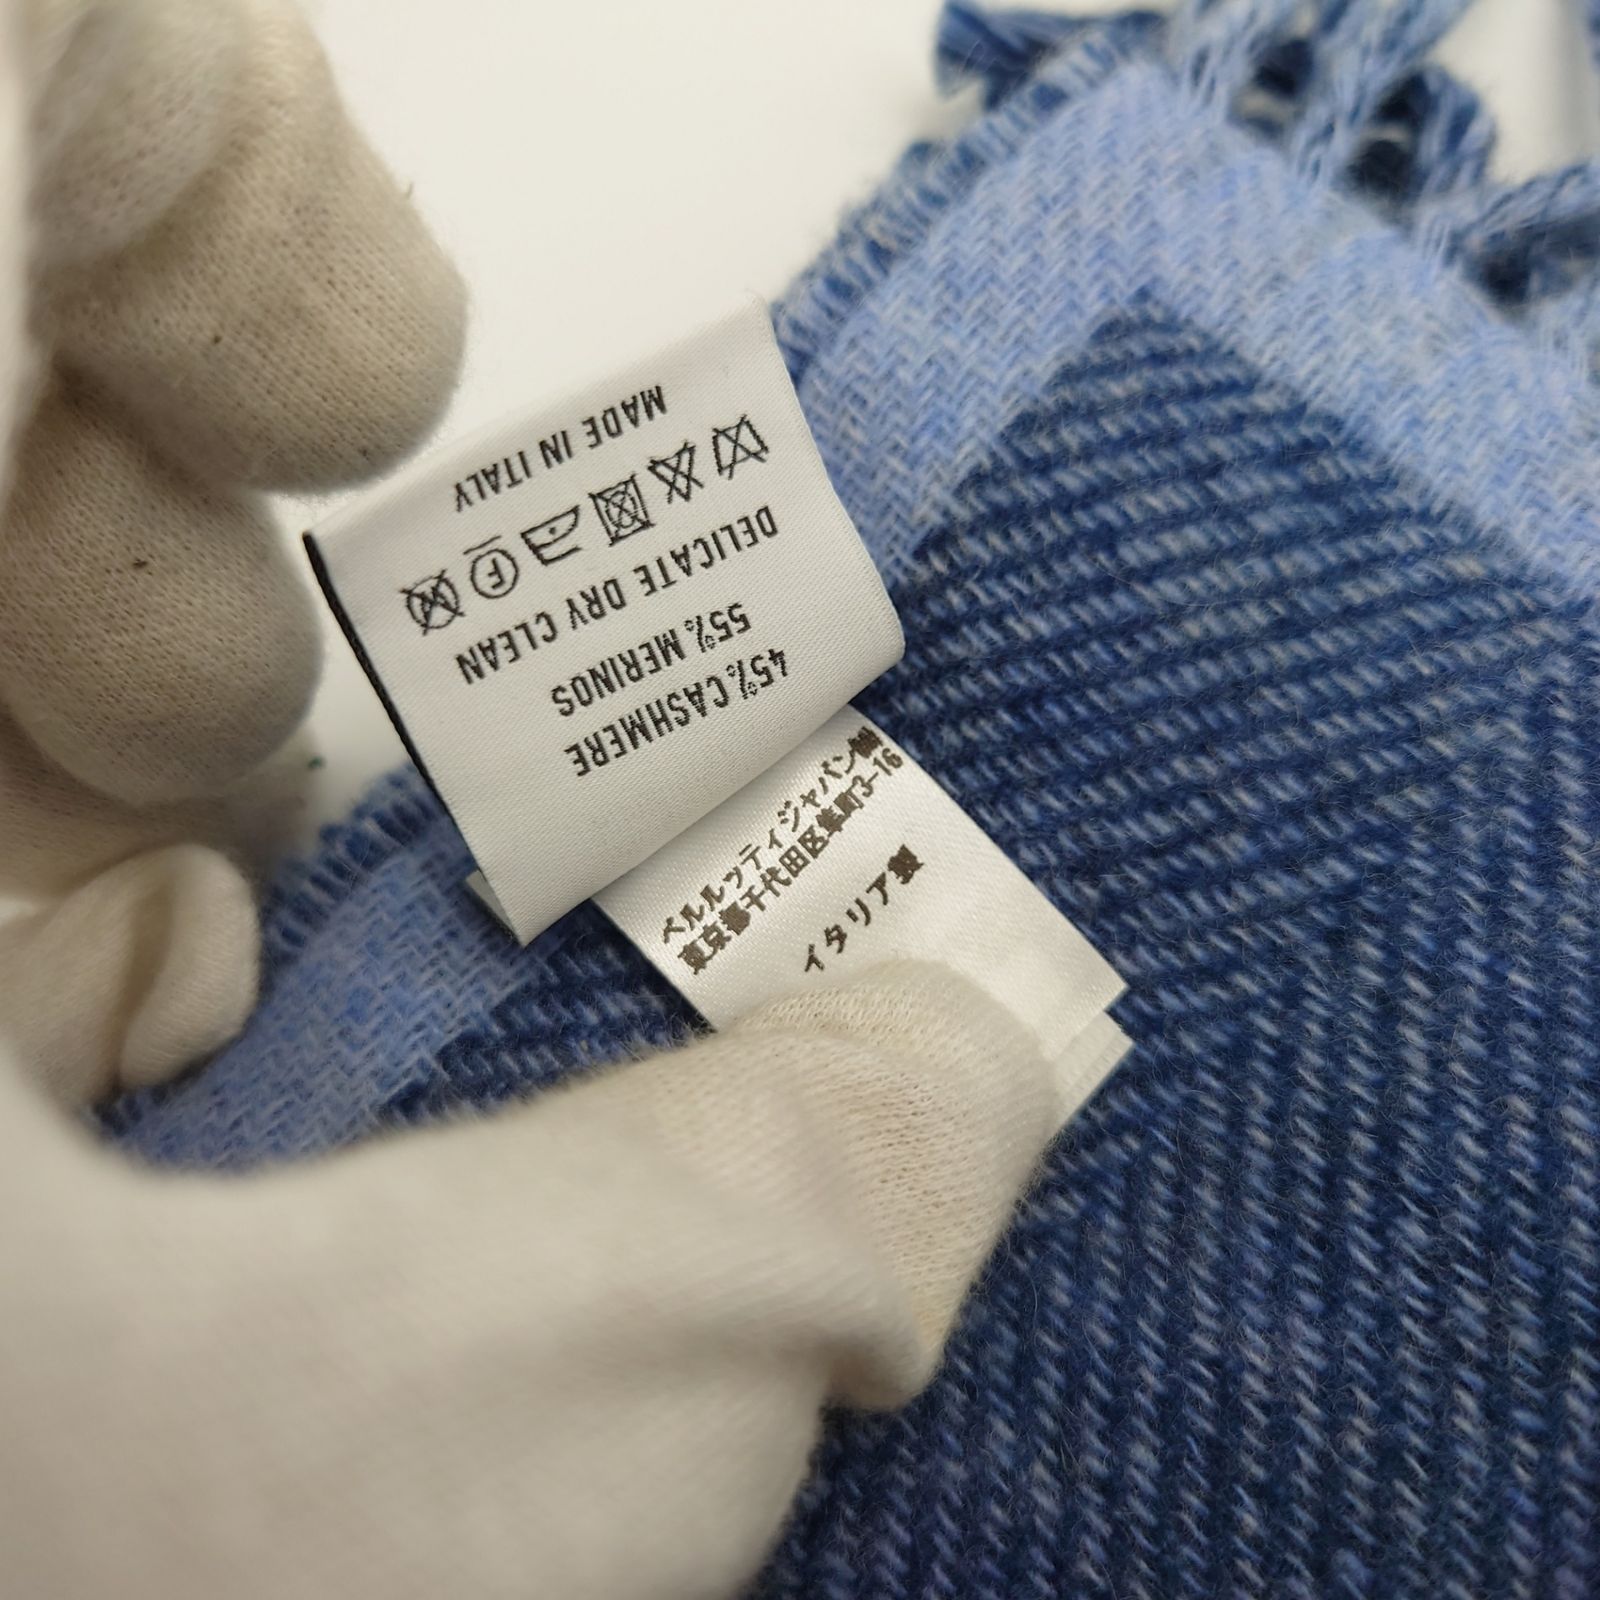 45% CASHMERE
55% MERINOS
DELICATE DRY CLEAN
F
MADE IN ITALY
ベルルッティジャパン㈱
東京都千代田区隼町3-16
イタリア製